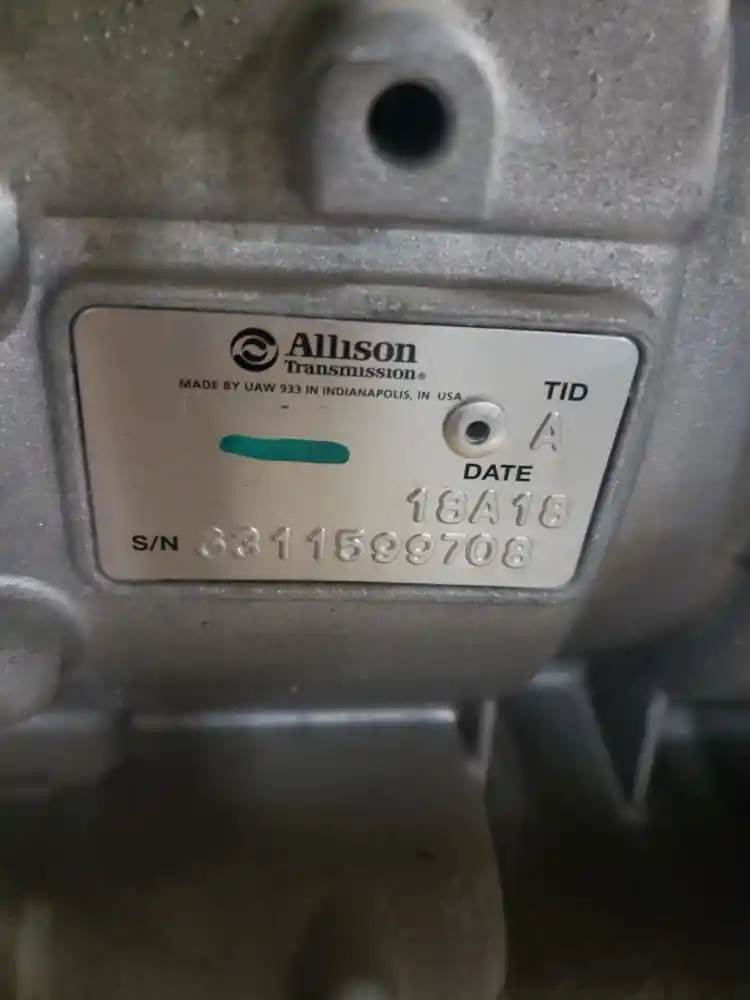 Allison
Transmission®
MADE BY UAW 933 IN INDIANAPOLIS, IN USA
TID
A
DATE
18A18
S/N 6311599708